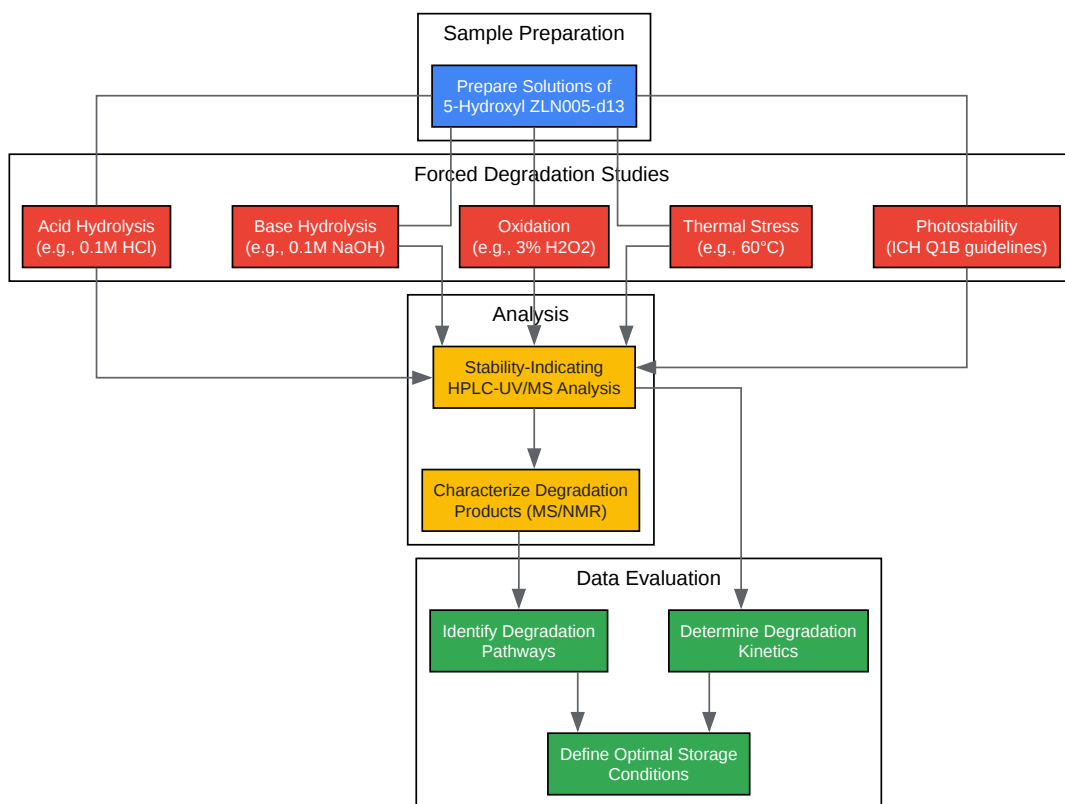 Sample Preparation
Prepare Solutions of
5-Hydroxyl ZLN005-d13
Forced Degradation Studies
Acid Hydrolysis
(e.g., 0.1M HCl)
Base Hydrolysis
(e.g., 0.1M NaOH)
Oxidation
(e.g., 3% H2O2)
Thermal Stress
(e.g., 60°C)
Photostability
(ICH Q1B guidelines)
Analysis
Stability-Indicating
HPLC-UV/MS Analysis
Characterize Degradation
Products (MS/NMR)
Data Evaluation
Identify Degradation
Pathways
Determine Degradation
Kinetics
Define Optimal Storage
Conditions